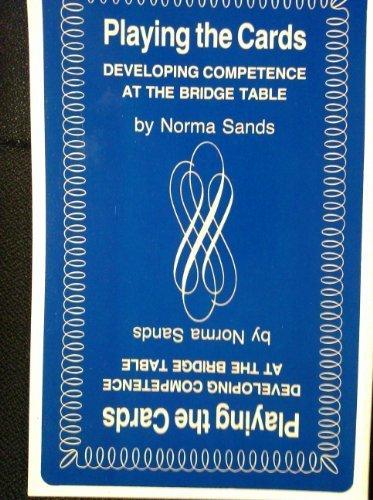 Playing the Cards
DEVELOPING COMPETENCE
AT THE BRIDGE TABLE
by Norma Sands
by Norma Sands
AT THE BRIDGE TABLE
DEVELOPING COMPETENCE
Playing the Cards